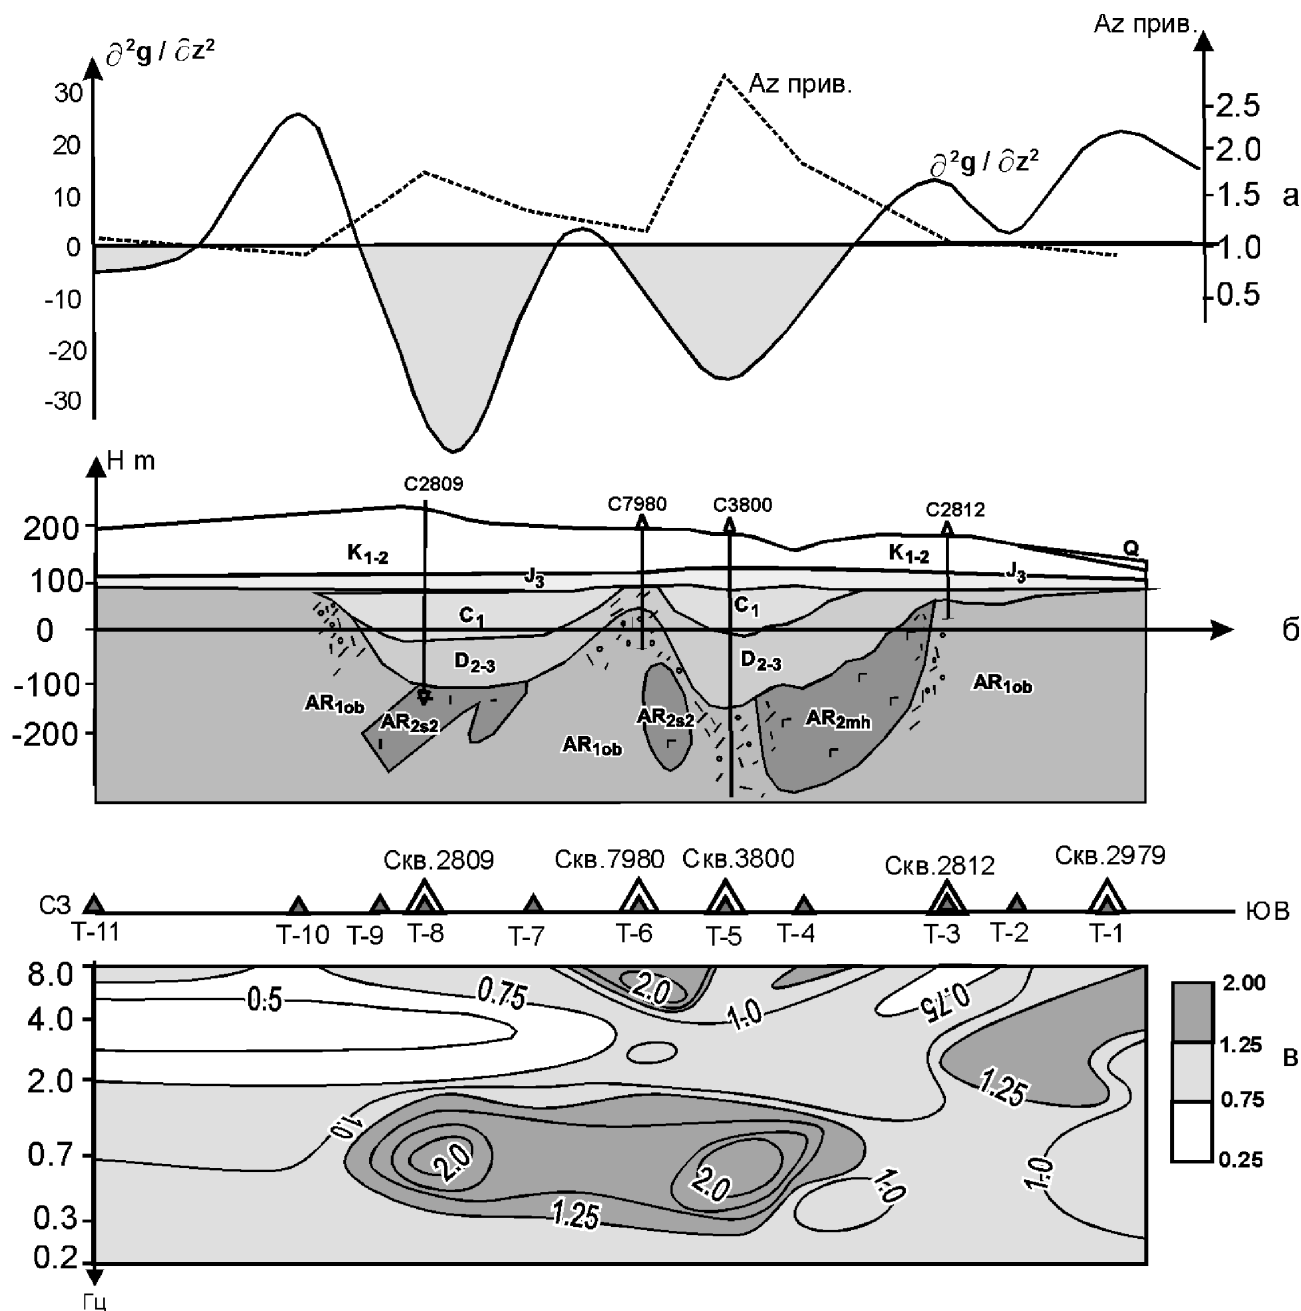 Az прив.
∂²g / ∂z²
30
20
10
0
-10
-20
-30
Az прив.
∂²g / ∂z²
2.5
2.0
1.5
1.0
0.5
а
H m
200
100
0
-100
-200
C2809
C7980
C3800
C2812
K1-2
K1-2
Q
J3
J3
C1
C1
D2-3
D2-3
AR1ob
AR2s2
AR1ob
AR2s2
AR2mh
AR1ob
б
Скв.2809
Скв.7980
Скв.3800
Скв.2812
Скв.2979
СЗ
ЮВ
Т-11
Т-10
Т-9
Т-8
Т-7
Т-6
Т-5
Т-4
Т-3
Т-2
Т-1
8.0
4.0
2.0
0.7
0.3
0.2
Гц
0.5
0.75
2.0
1.0
0.75
1.25
1.0
2.0
2.0
1.25
1.0
1.0
2.00
1.25
0.75
0.25
в